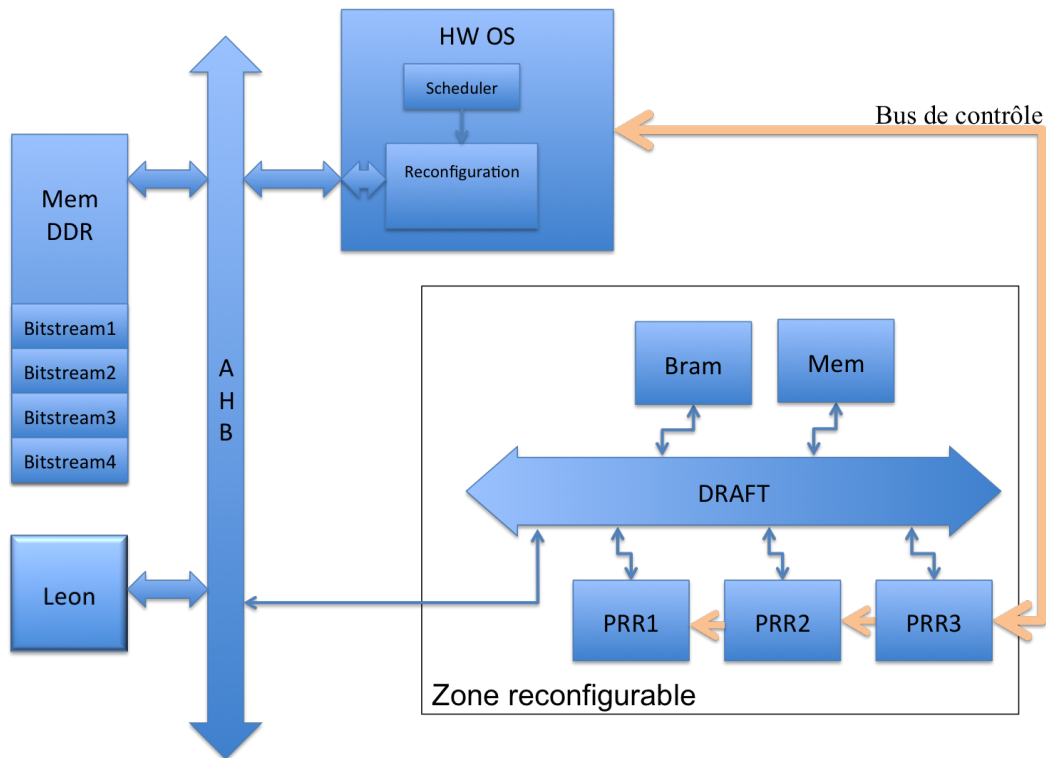 HW OS
Scheduler
Reconfiguration
Bus de contrôle
Mem
DDR
Bitstream1
Bitstream2
Bitstream3
Bitstream4
A
H
B
Leon
Bram
Mem
DRAFT
PRR1
PRR2
PRR3
Zone reconfigurable